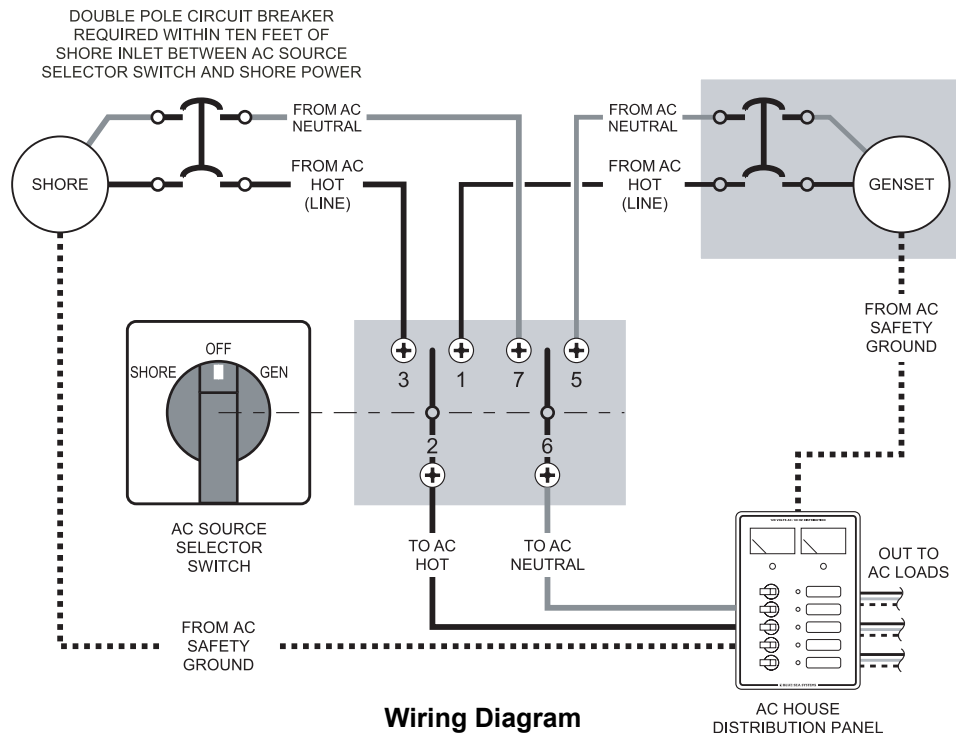 DOUBLE POLE CIRCUIT BREAKER
REQUIRED WITHIN TEN FEET OF
SHORE INLET BETWEEN AC SOURCE
SELECTOR SWITCH AND SHORE POWER
FROM AC
NEUTRAL
FROM AC
NEUTRAL
SHORE
FROM AC
HOT
(LINE)
FROM AC
HOT
(LINE)
GENSET
FROM AC
SAFETY
GROUND
OFF
SHORE
GEN
3
1
7
5
2
6
AC SOURCE
SELECTOR
SWITCH
TO AC
HOT
TO AC
NEUTRAL
OUT TO
AC LOADS
FROM AC
SAFETY
GROUND
AC HOUSE
DISTRIBUTION PANEL
Wiring Diagram